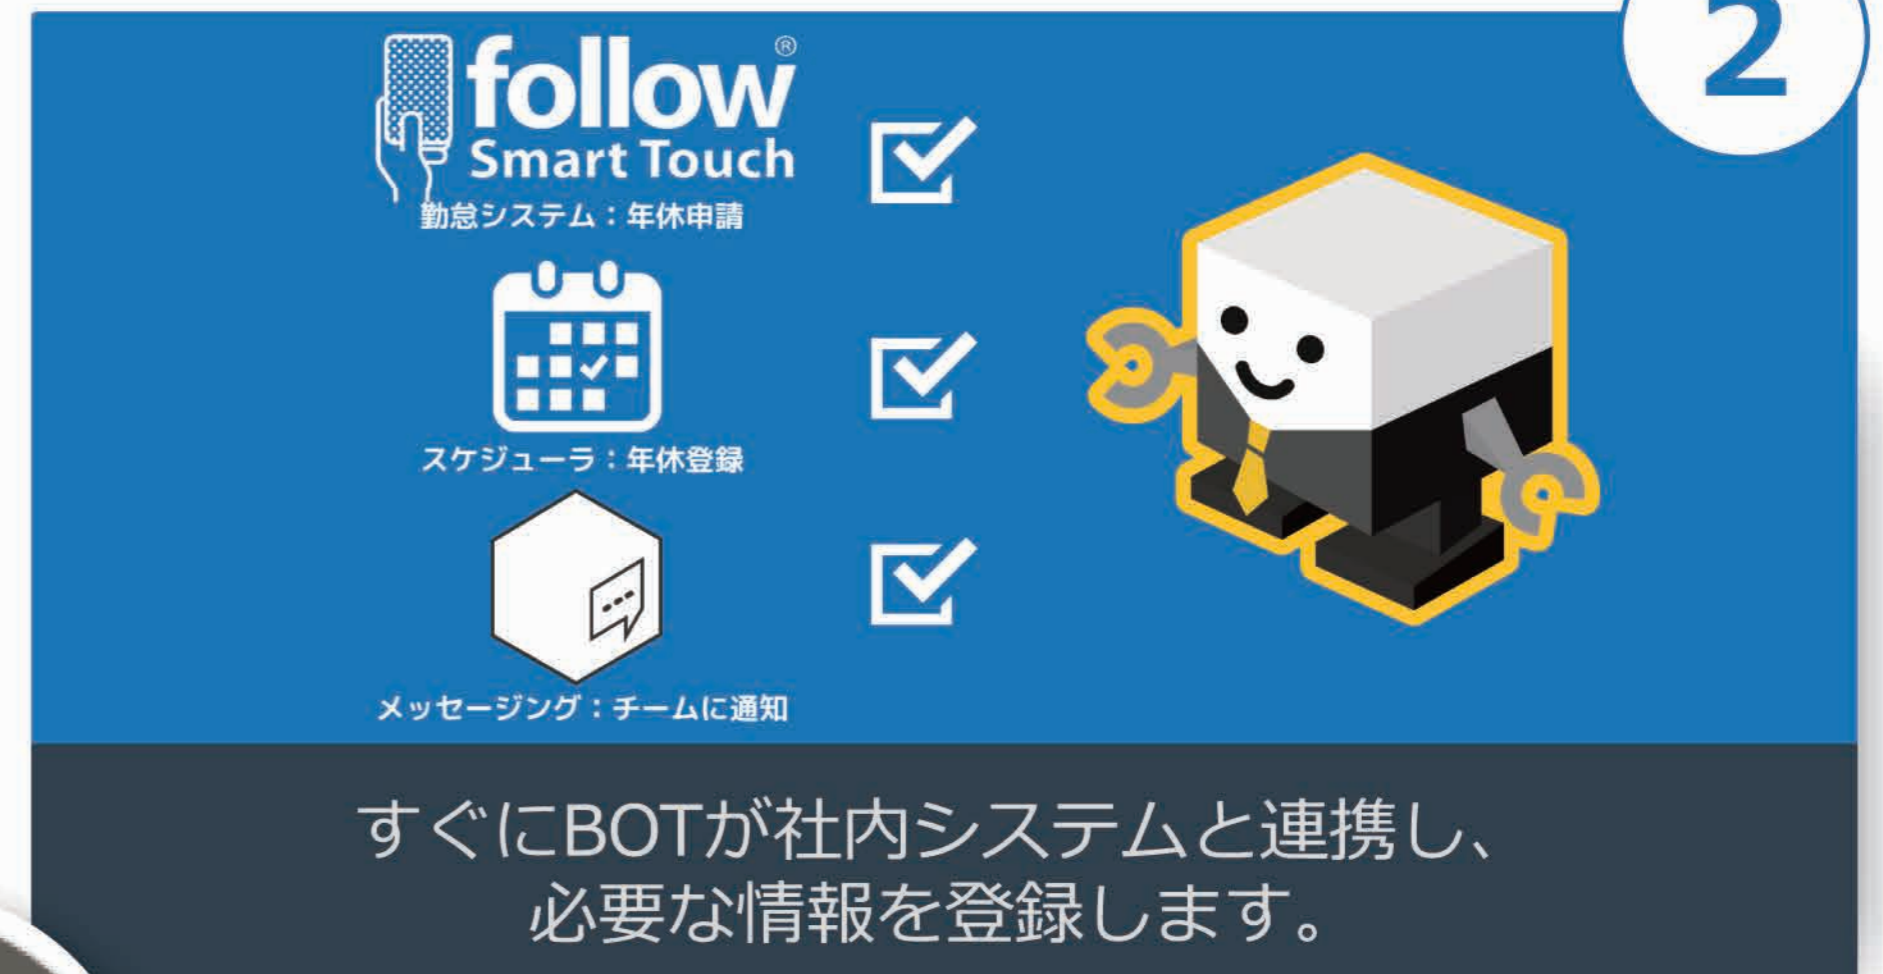 2
follow®
Smart Touch
勤怠システム：年休申請
スケジューラ：年休登録
メッセージング：チームに通知
すぐにBOTが社内システムと連携し、
必要な情報を登録します。